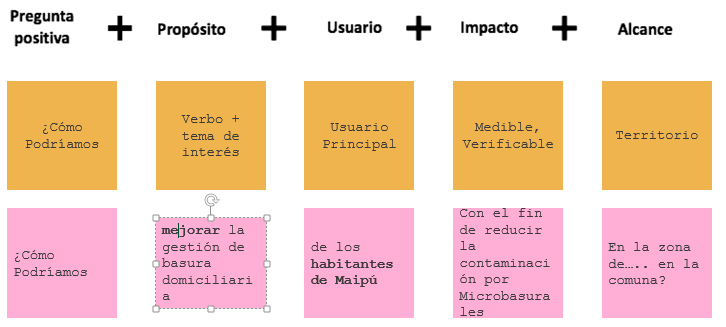 Pregunta
positiva
+
Propósito
+
Usuario
+
Impacto
+
Alcance
¿Cómo
Podríamos
Verbo +
tema de
interés
Usuario
Principal
Medible,
Verificable
Territorio
¿Cómo
Podríamos
mejorar la
gestión de
basura
domiciliari
a
de los
habitantes
de Maipú
Con el fin
de reducir
la
contaminaci
ón por
Microbasura
les
En la zona
de….. en la
comuna?